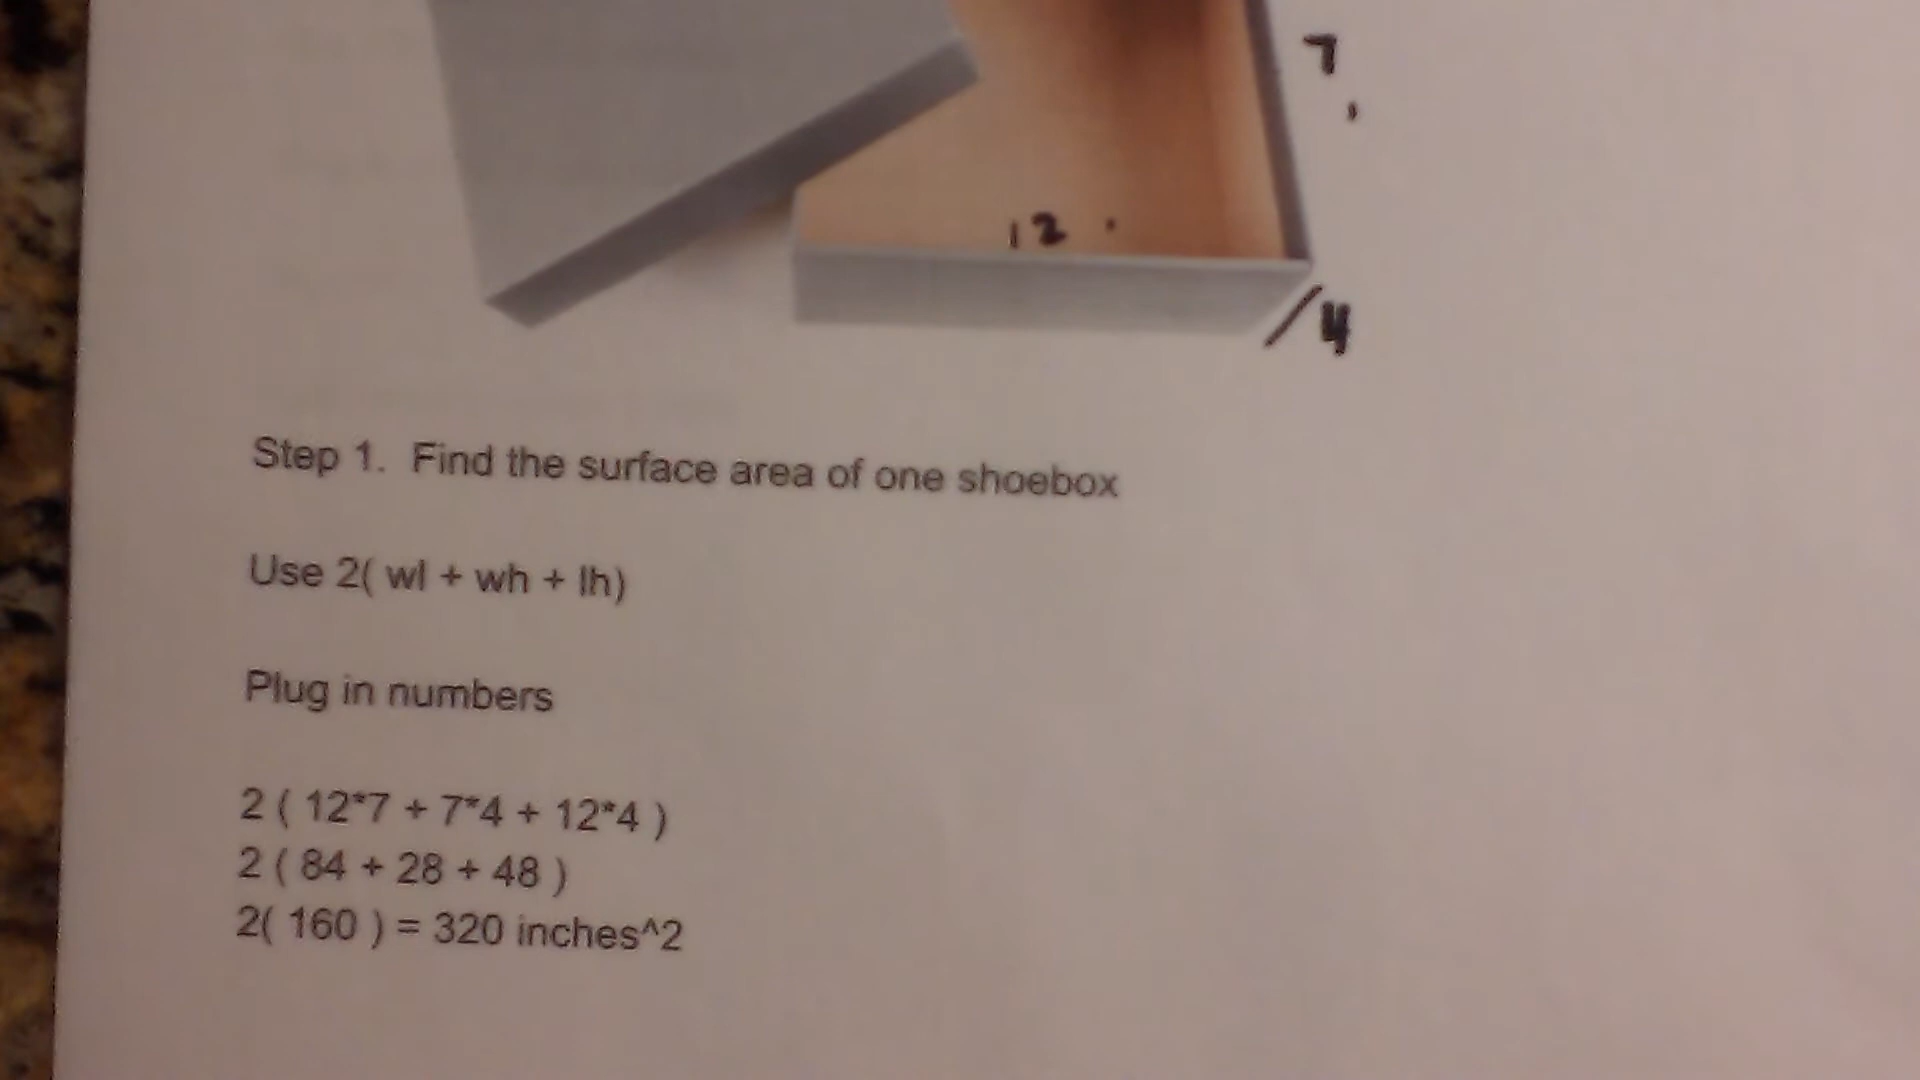 7
12
4
Step 1. Find the surface area of one shoebox
Use 2( wl + wh + lh)
Plug in numbers
2 ( 12*7 + 7*4 + 12*4 )
2 ( 84 + 28 + 48 )
2( 160 ) = 320 inches^2